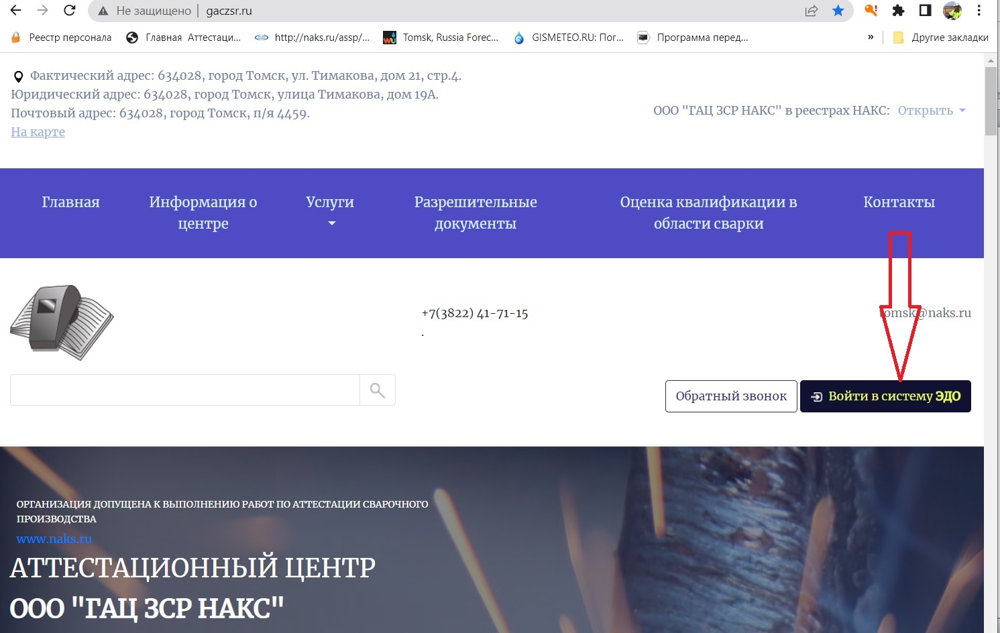 Не защищено | gaczsr.ru
Реестр персонала Главная Аттестаци... http://naks.ru/assp/... Tomsk, Russia Forec... GISMETEO.RU: Пог... Программа перед... » Другие закладки
Фактический адрес: 634028, город Томск, ул. Тимакова, дом 21, стр.4.
Юридический адрес: 634028, город Томск, улица Тимакова, дом 19А.
Почтовый адрес: 634028, город Томск, п/я 4459.
На карте
ООО "ГАЦ ЗСР НАКС" в реестрах НАКС: Открыть
Главная
Информация о
центре
Услуги
Разрешительные
документы
Оценка квалификации в
области сварки
Контакты
+7(3822) 41-71-15
.
tomsk@naks.ru
Обратный звонок
Войти в систему ЭДО
ОРГАНИЗАЦИЯ ДОПУЩЕНА К ВЫПОЛНЕНИЮ РАБОТ ПО АТТЕСТАЦИИ СВАРОЧНОГО
ПРОИЗВОДСТВА
www.naks.ru
АТТЕСТАЦИОННЫЙ ЦЕНТР
ООО "ГАЦ ЗСР НАКС"